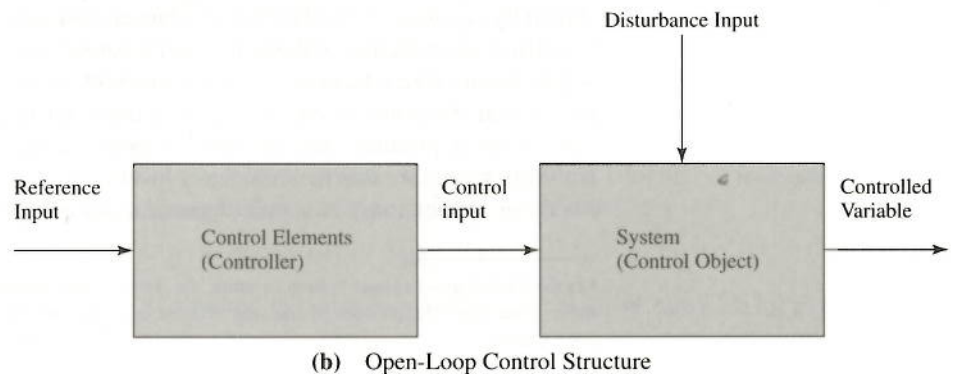 Disturbance Input
Reference
Input
Control Elements
(Controller)
Control
input
System
(Control Object)
Controlled
Variable
(b) Open-Loop Control Structure